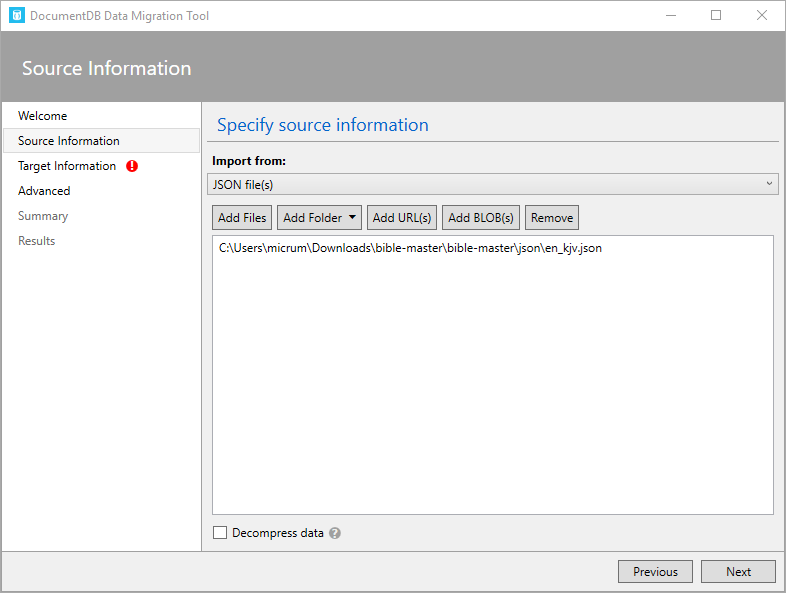 DocumentDB Data Migration Tool
Source Information
Welcome
Source Information
Target Information
Advanced
Summary
Results
Specify source information
Import from:
JSON file(s)
Add Files Add Folder Add URL(s) Add BLOB(s) Remove
C:\Users\micrum\Downloads\bible-master\bible-master\json\en_kjv.json
Decompress data ?
Previous Next